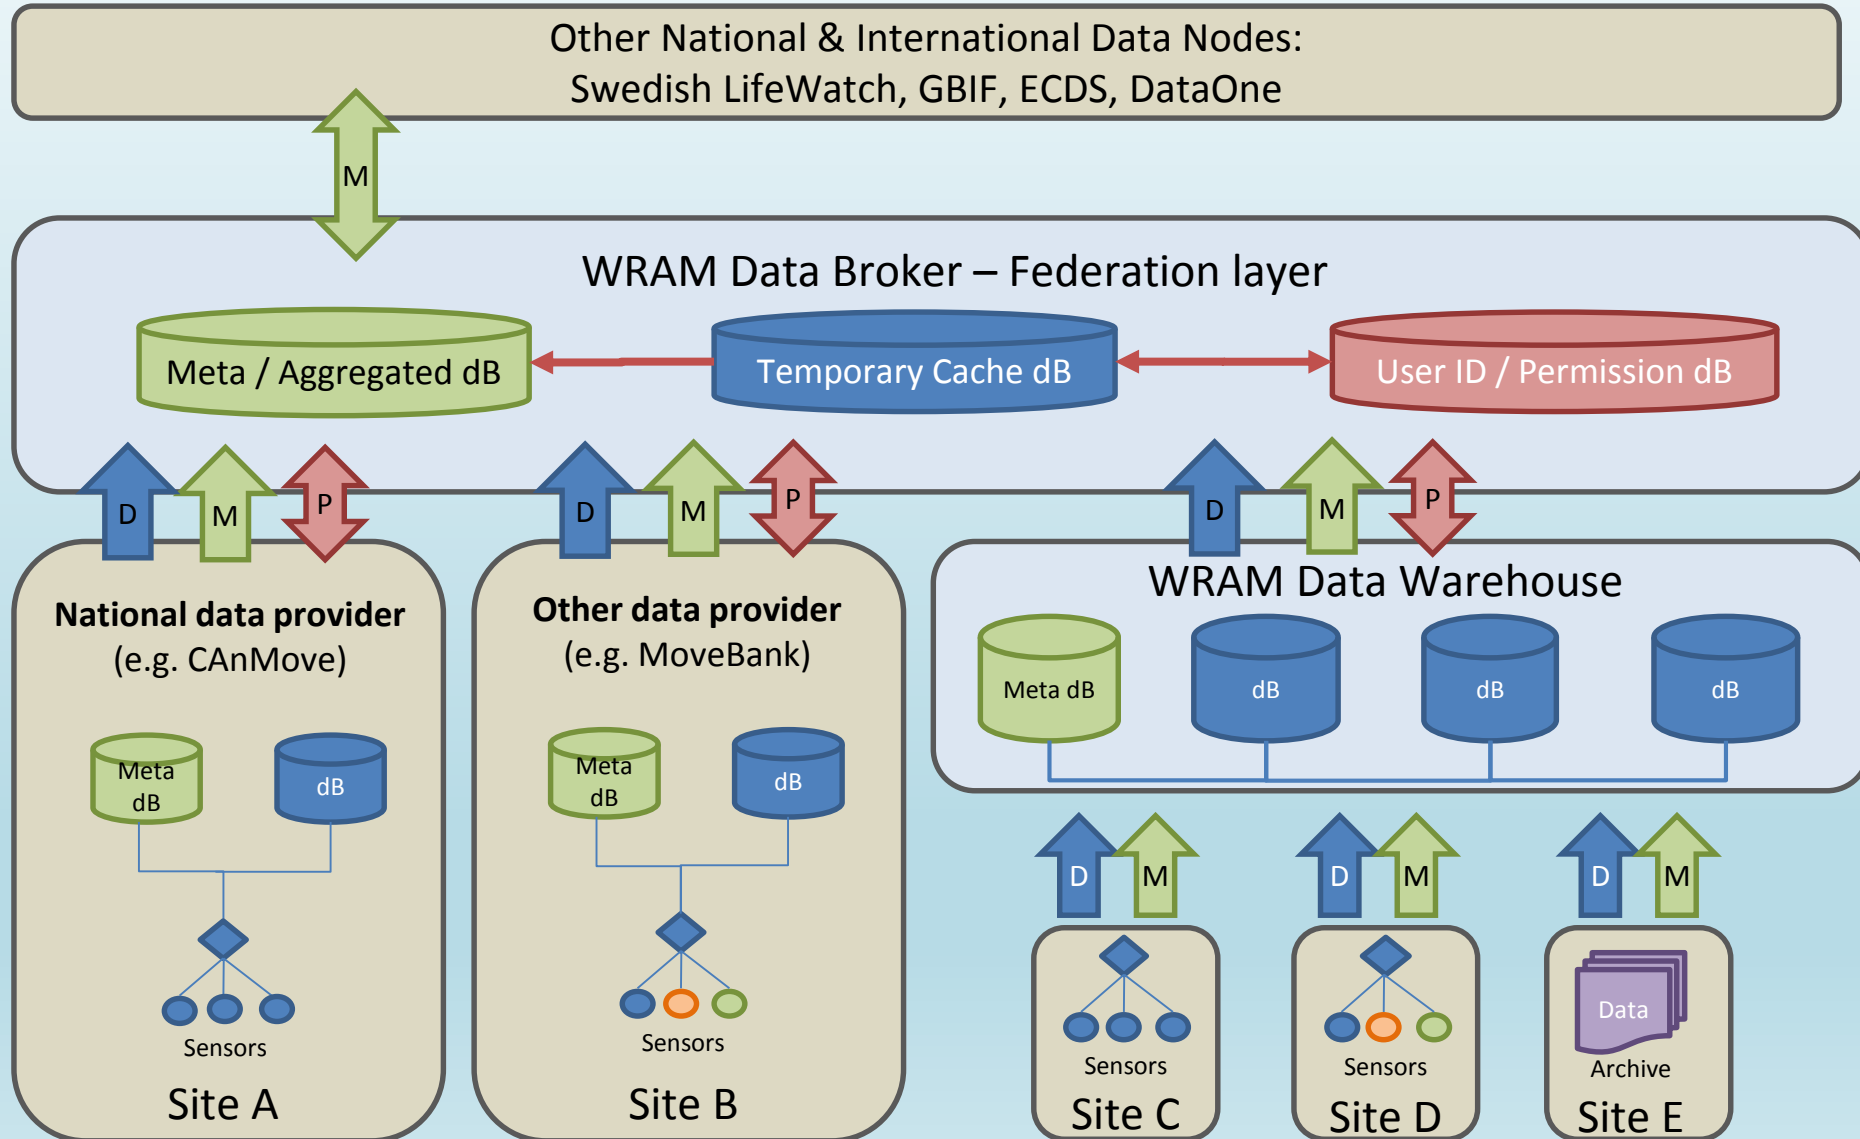 Other National & International Data Nodes:
Swedish LifeWatch, GBIF, ECDS, DataOne
M
WRAM Data Broker – Federation layer
Meta / Aggregated dB
Temporary Cache dB
User ID / Permission dB
D
M
P
D
M
P
D
M
P
National data provider
(e.g. CAnMove)
Meta
dB
dB
Sensors
Site A
Other data provider
(e.g. MoveBank)
Meta
dB
dB
Sensors
Site B
WRAM Data Warehouse
Meta dB
dB
dB
dB
D
M
D
M
D
M
Sensors
Site C
Sensors
Site D
Data
Archive
Site E